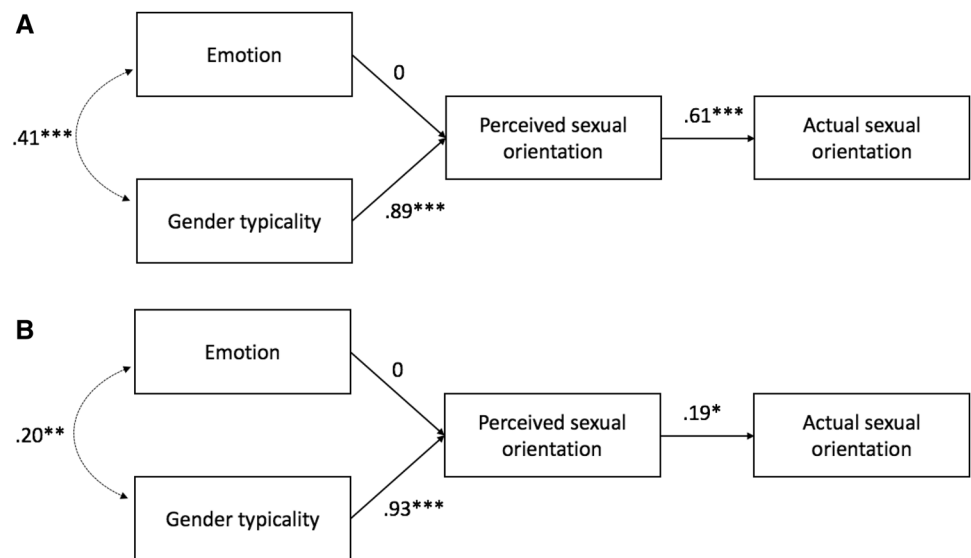 A
Emotion
0
.41***
Perceived sexual
orientation
.61***
Actual sexual
orientation
Gender typicality
.89***
B
Emotion
0
.20**
Perceived sexual
orientation
.19*
Actual sexual
orientation
Gender typicality
.93***